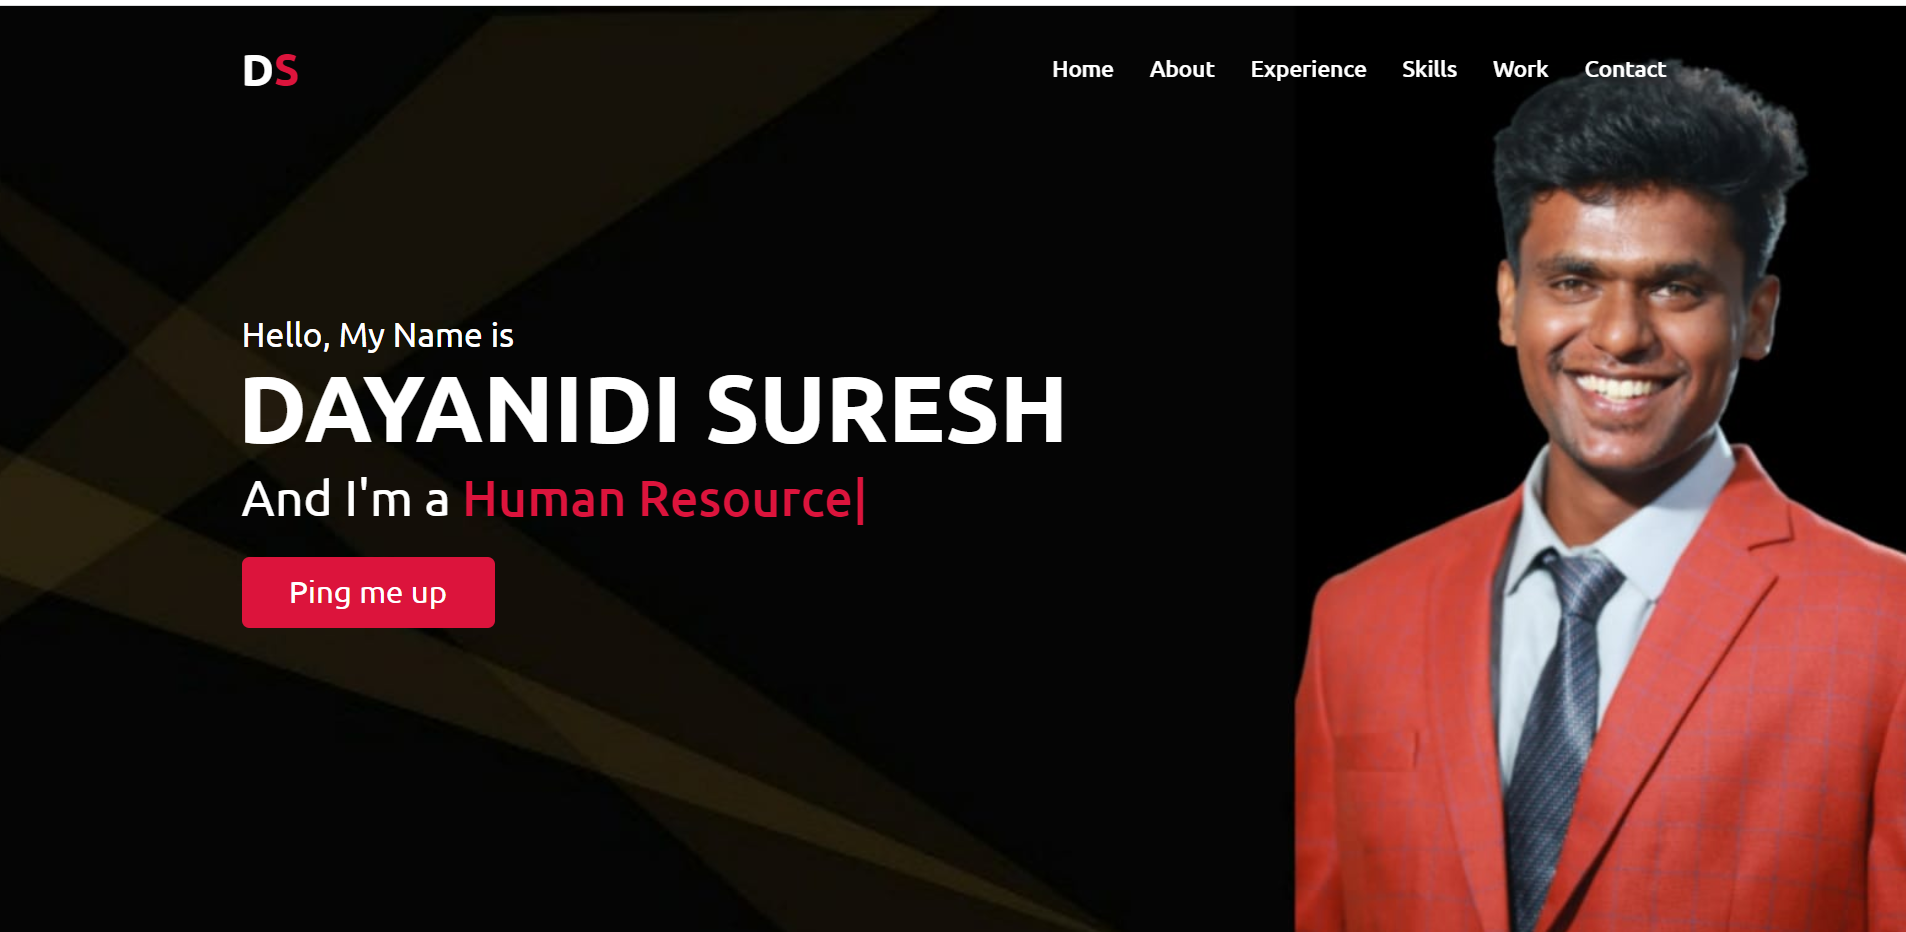 DS
Home About Experience Skills Work Contact
Hello, My Name is
DAYANIDI SURESH
And I'm a Human Resource|
Ping me up